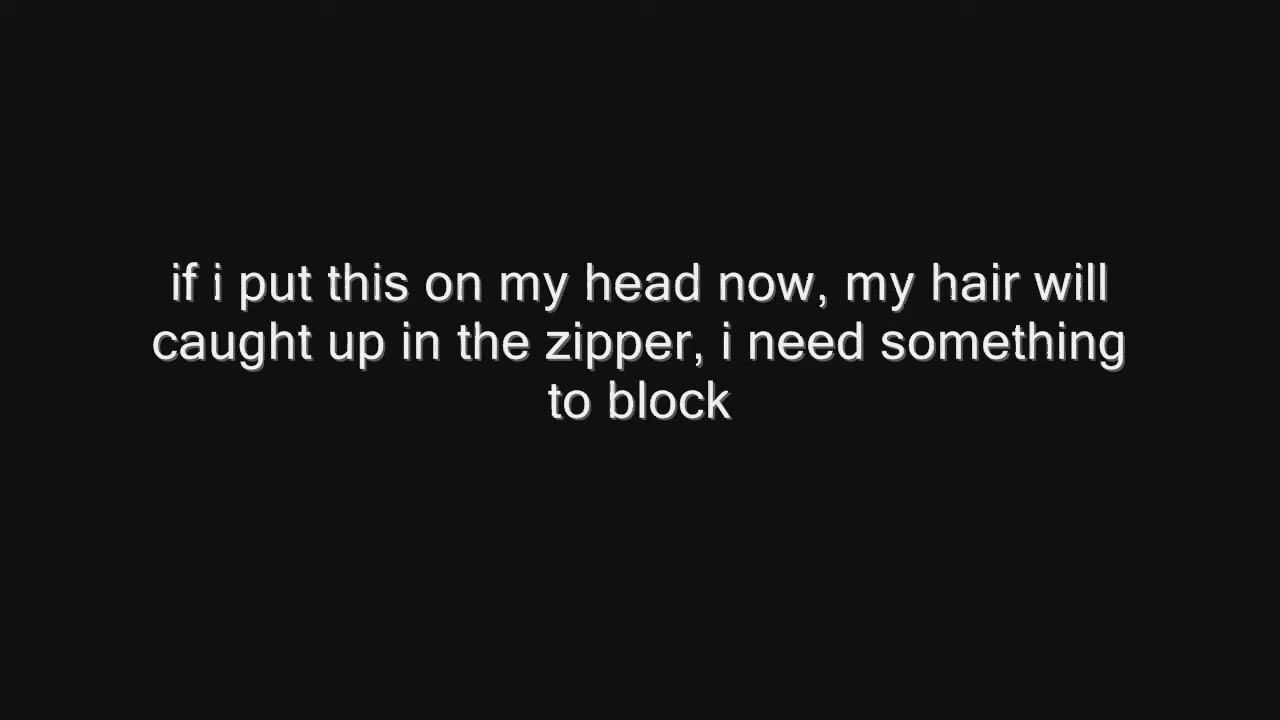 if i put this on my head now, my hair will
caught up in the zipper, i need something
to block